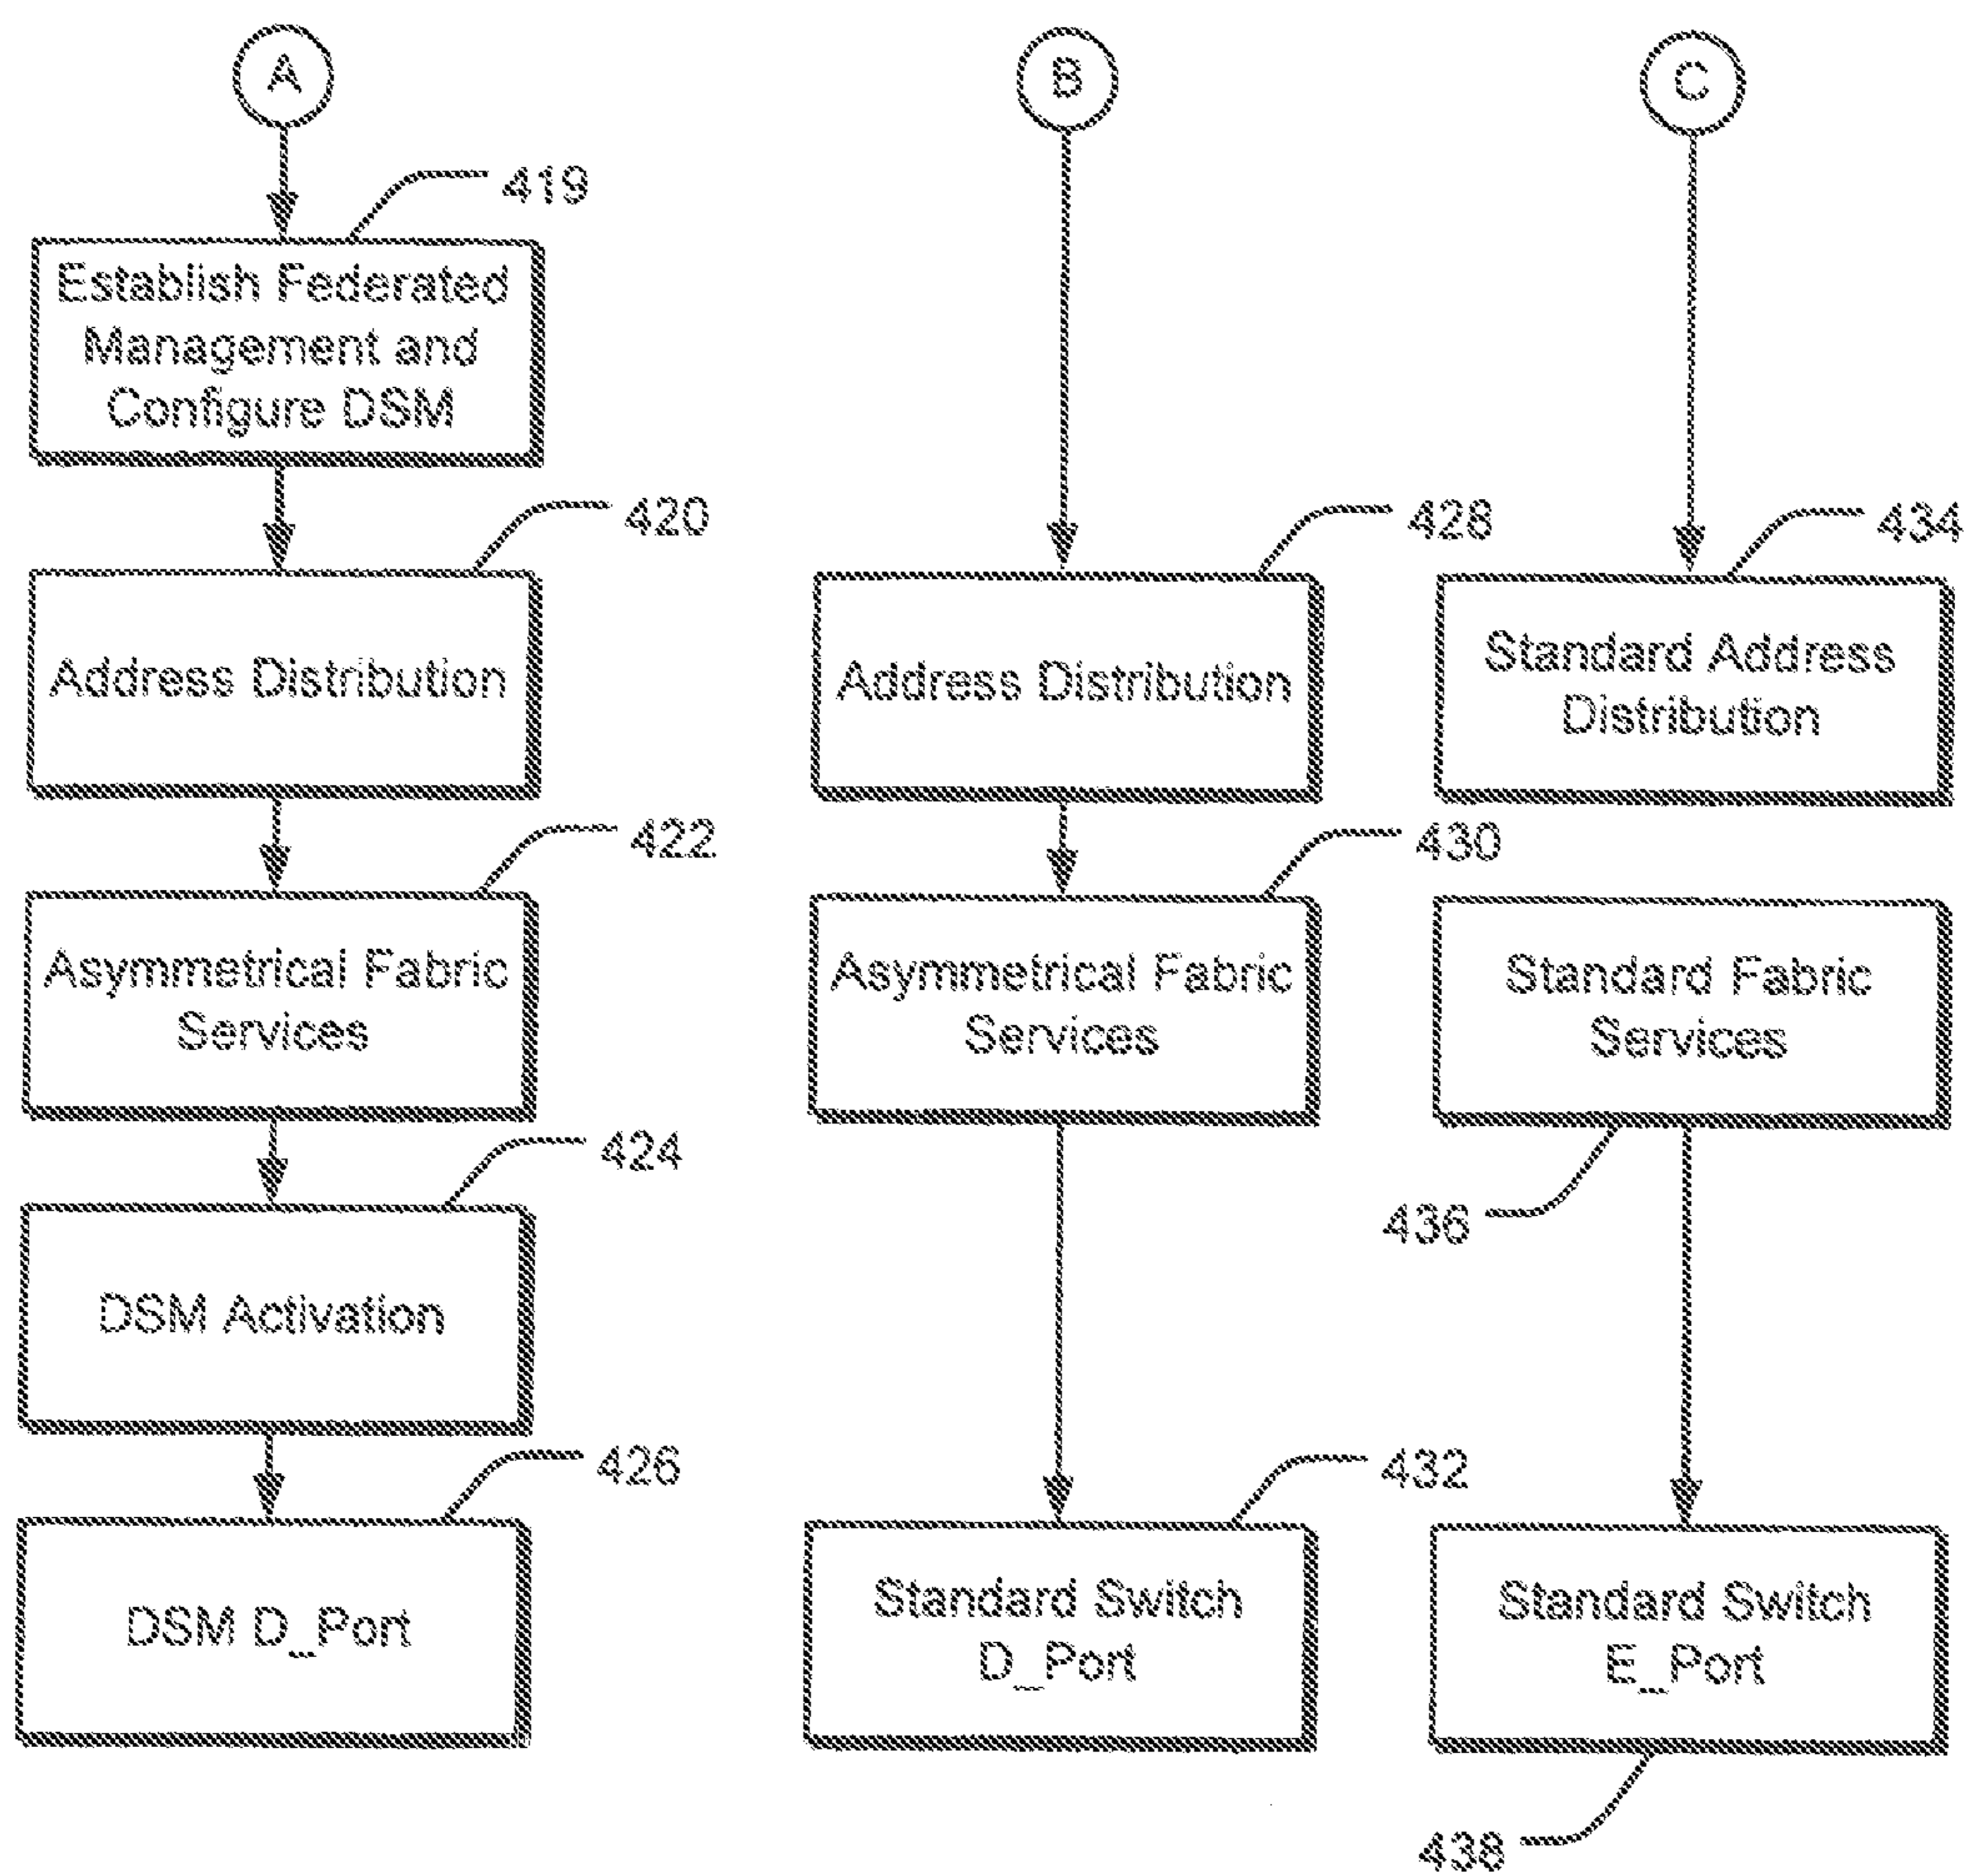 A
B
C
419
Establish Federated
Management and
Configure DSM
420
428
434
Address Distribution
Address Distribution
Standard Address
Distribution
422
430
Asymmetrical Fabric
Services
Asymmetrical Fabric
Services
Standard Fabric
Services
424
436
DSM Activation
426
432
DSM D_Port
Standard Switch
D_Port
Standard Switch
E_Port
438